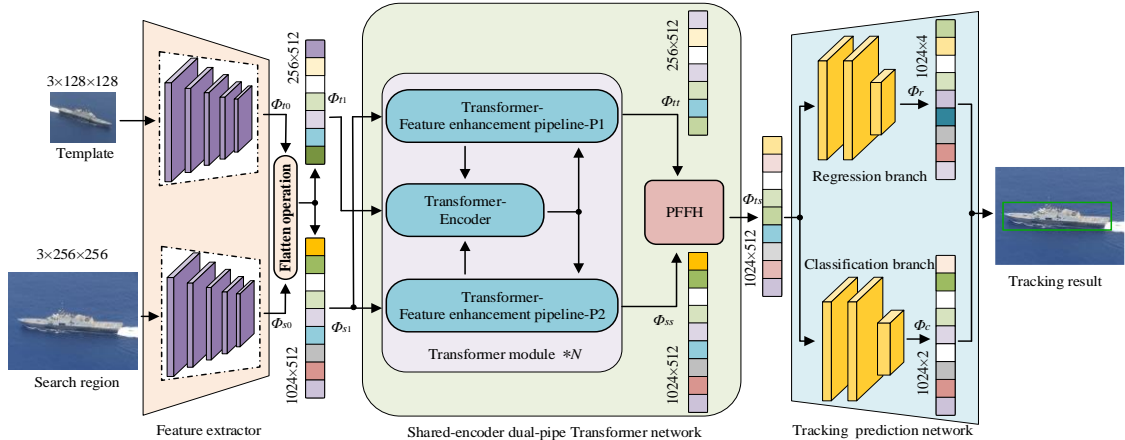 3×128×128
Template
3×256×256
Search region
Φt0
Φs0
Flatten operation
Feature extractor
256×512
Φt1
Φs1
1024×512
Transformer-
Feature enhancement pipeline-P1
Transformer-
Encoder
Transformer-
Feature enhancement pipeline-P2
Transformer module *N
256×512
Φtt
PFFH
Φss
1024×512
Shared-encoder dual-pipe Transformer network
Φts
1024×512
Regression branch
Φr
1024×4
Classification branch
Φc
1024×2
Tracking prediction network
Tracking result